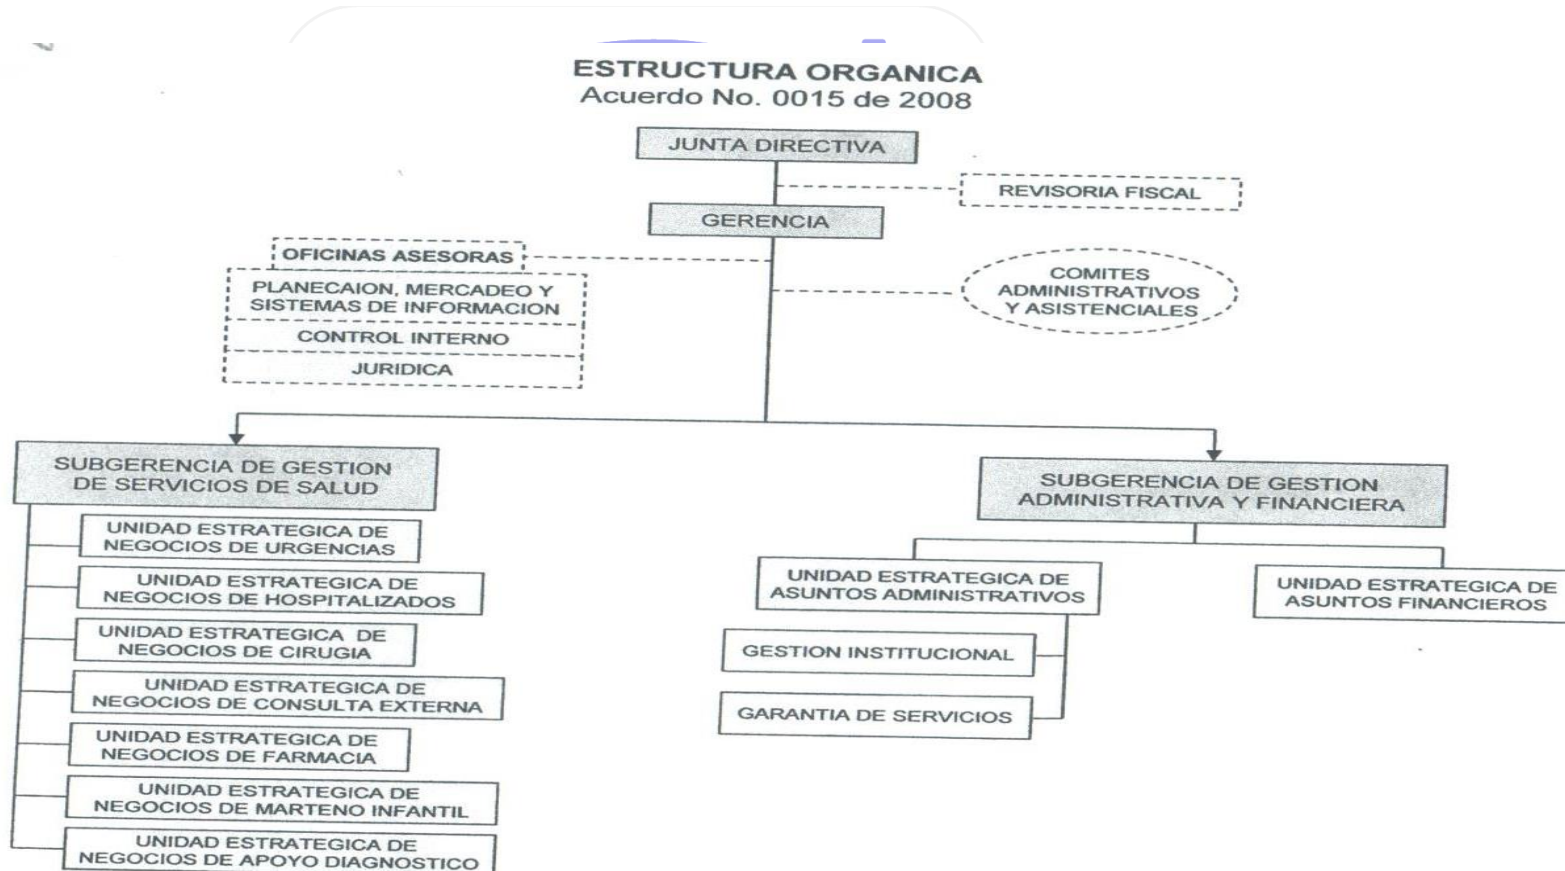 ESTRUCTURA ORGANICA
Acuerdo No. 0015 de 2008
JUNTA DIRECTIVA
REVISORIA FISCAL
GERENCIA
OFICINAS ASESORAS
PLANECAION, MERCADEO Y
SISTEMAS DE INFORMACION
CONTROL INTERNO
JURIDICA
COMITES
ADMINISTRATIVOS
Y ASISTENCIALES
SUBGERENCIA DE GESTION
DE SERVICIOS DE SALUD
UNIDAD ESTRATEGICA DE
NEGOCIOS DE URGENCIAS
UNIDAD ESTRATEGICA DE
NEGOCIOS DE HOSPITALIZADOS
UNIDAD ESTRATEGICA DE
NEGOCIOS DE CIRUGIA
UNIDAD ESTRATEGICA DE
NEGOCIOS DE CONSULTA EXTERNA
UNIDAD ESTRATEGICA DE
NEGOCIOS DE FARMACIA
UNIDAD ESTRATEGICA DE
NEGOCIOS DE MARTENO INFANTIL
UNIDAD ESTRATEGICA DE
NEGOCIOS DE APOYO DIAGNOSTICO
SUBGERENCIA DE GESTION
ADMINISTRATIVA Y FINANCIERA
UNIDAD ESTRATEGICA DE
ASUNTOS ADMINISTRATIVOS
GESTION INSTITUCIONAL
GARANTIA DE SERVICIOS
UNIDAD ESTRATEGICA DE
ASUNTOS FINANCIEROS